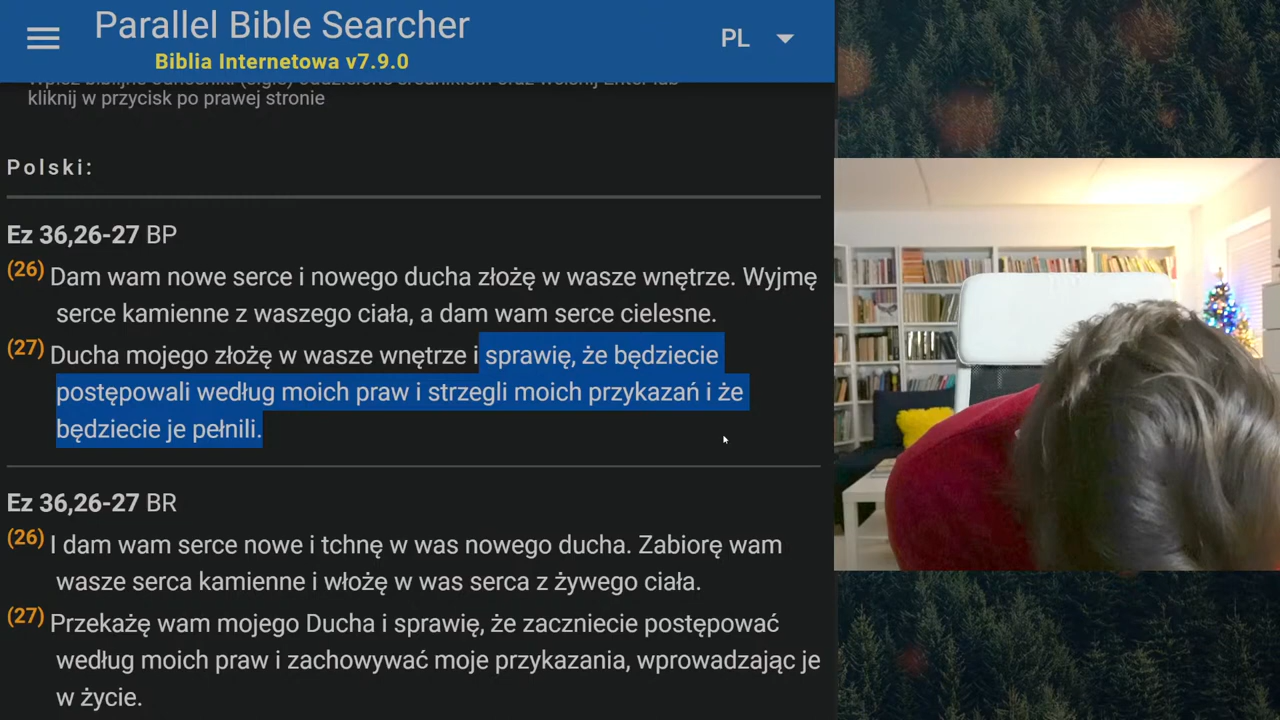 Parallel Bible Searcher
Biblia Internetowa v7.9.0
PL
kliknij w przycisk po prawej stronie
Polski:
Ez 36,26-27 BP
(26) Dam wam nowe serce i nowego ducha złożę w wasze wnętrze. Wyjmę
serce kamienne z waszego ciała, a dam wam serce cielesne.
(27) Ducha mojego złożę w wasze wnętrze i sprawię, że będziecie
postępowali według moich praw i strzegli moich przykazań i że
będziecie je pełnili.
Ez 36,26-27 BR
(26) I dam wam serce nowe i tchnę w was nowego ducha. Zabiorę wam
wasze serca kamienne i włożę w was serca z żywego ciała.
(27) Przekażę wam mojego Ducha i sprawię, że zaczniecie postępować
według moich praw i zachowywać moje przykazania, wprowadzając je
w życie.